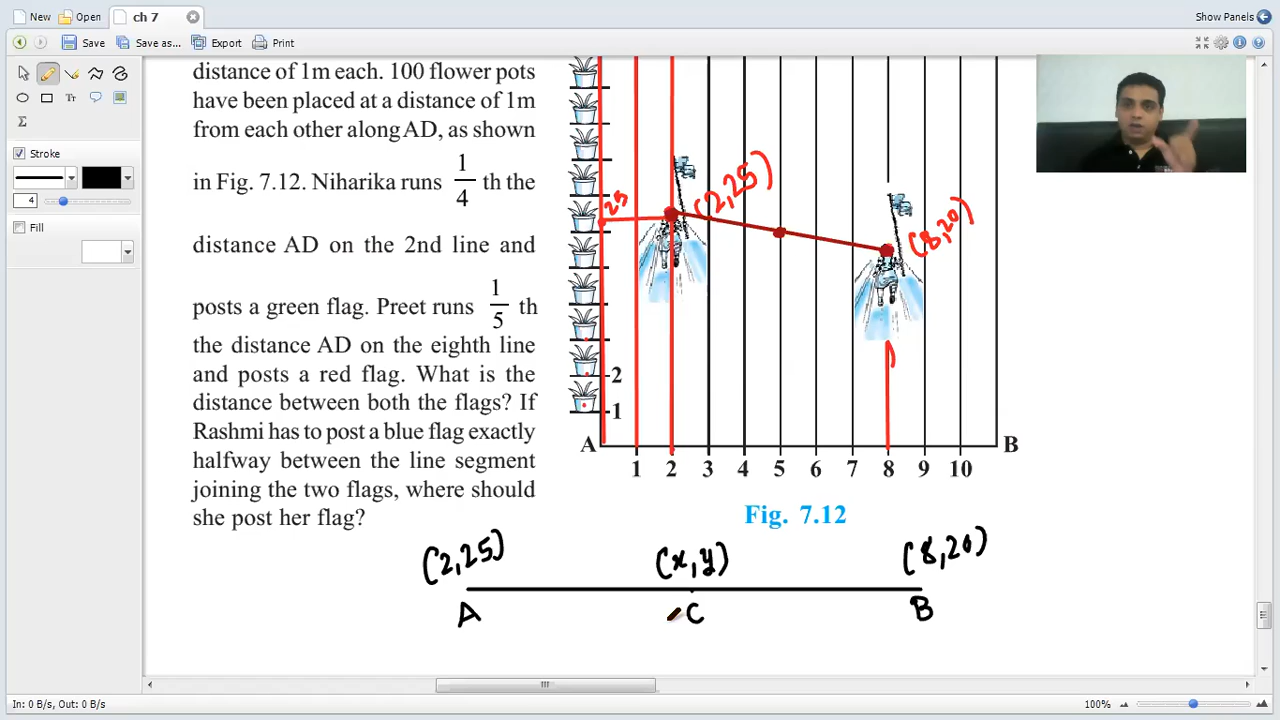 New Open ch 7 Show Panels
Save Save as... Export Print
Stroke
4
Fill
distance of 1m each. 100 flower pots
have been placed at a distance of 1m
from each other along AD, as shown
in Fig. 7.12. Niharika runs 1/4 th the
distance AD on the 2nd line and
posts a green flag. Preet runs 1/5 th
the distance AD on the eighth line
and posts a red flag. What is the
distance between both the flags? If
Rashmi has to post a blue flag exactly
halfway between the line segment
joining the two flags, where should
she post her flag?
25
(2,25)
(8,20)
2
1
A B
1 2 3 4 5 6 7 8 9 10
Fig. 7.12
(2,25) (x,y) (8,20)
A C B
In: 0 B/s, Out: 0 B/s 100%